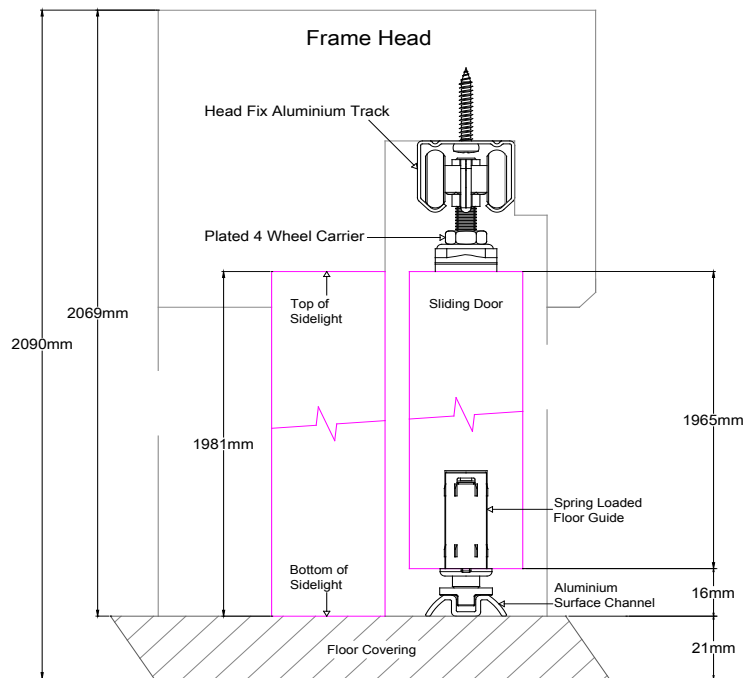 Frame Head
Head Fix Aluminium Track
Plated 4 Wheel Carrier
Top of
Sidelight
Sliding Door
2069mm
2090mm
1981mm
1965mm
Spring Loaded
Floor Guide
Bottom of
Sidelight
Aluminium
Surface Channel
16mm
Floor Covering
21mm